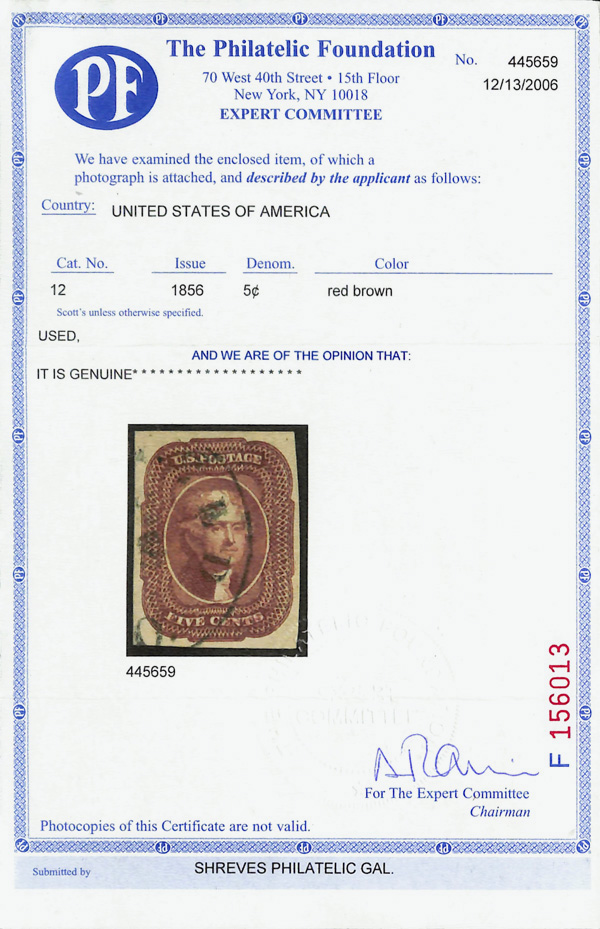 PF
The Philatelic Foundation
No. 445659
70 West 40th Street • 15th Floor
12/13/2006
New York, NY 10018
EXPERT COMMITTEE
We have examined the enclosed item, of which a
photograph is attached, and described by the applicant as follows:
Country: UNITED STATES OF AMERICA
Cat. No. Issue Denom. Color
12 1856 5¢ red brown
Scott's unless otherwise specified.
USED,
AND WE ARE OF THE OPINION THAT:
IT IS GENUINE* * * * * * * * * * * * * * * * * * *
U.S. POSTAGE
FIVE CENTS
445659
F 156013
For The Expert Committee
Chairman
Photocopies of this Certificate are not valid.
Submitted by SHREVES PHILATELIC GAL.